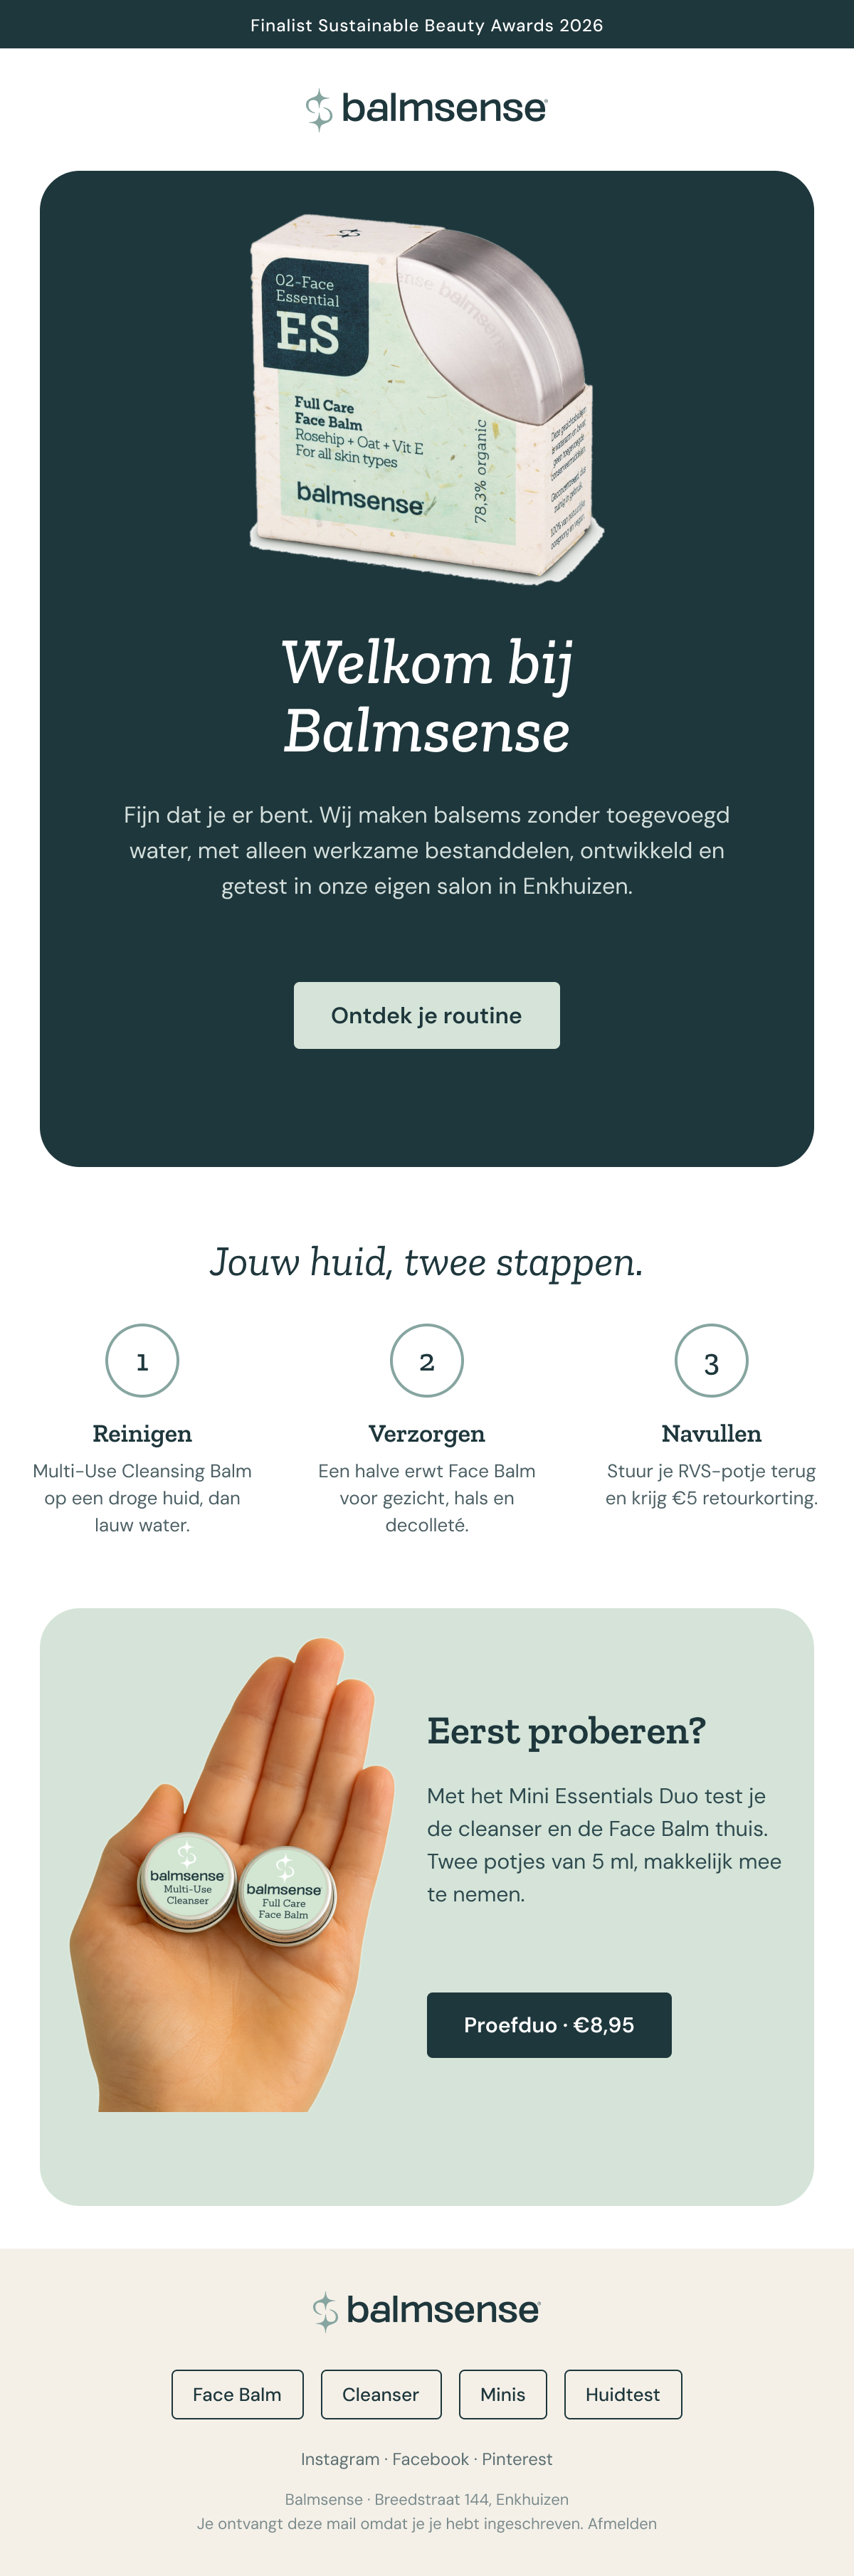 Finalist Sustainable Beauty Awards 2026
balmsense
02-Face
Essential
ES
Full Care
Face Balm
Rosehip + Oat + Vit E
For all skin types
balmsense
78,3% organic
Welkom bij
Balmsense
Fijn dat je er bent. Wij maken balsems zonder toegevoegd
water, met alleen werkzame bestanddelen, ontwikkeld en
getest in onze eigen salon in Enkhuizen.
Ontdek je routine
Jouw huid, twee stappen.
1
Reinigen
Multi-Use Cleansing Balm
op een droge huid, dan
lauw water.
2
Verzorgen
Een halve erwt Face Balm
voor gezicht, hals en
decolleté.
3
Navullen
Stuur je RVS-potje terug
en krijg €5 retourkorting.
balmsense
Multi-Use
Cleanser
balmsense
Full Care
Face Balm
Eerst proberen?
Met het Mini Essentials Duo test je
de cleanser en de Face Balm thuis.
Twee potjes van 5 ml, makkelijk mee
te nemen.
Proefduo · €8,95
balmsense
Face Balm
Cleanser
Minis
Huidtest
Instagram · Facebook · Pinterest
Balmsense · Breedstraat 144, Enkhuizen
Je ontvangt deze mail omdat je je hebt ingeschreven. Afmelden